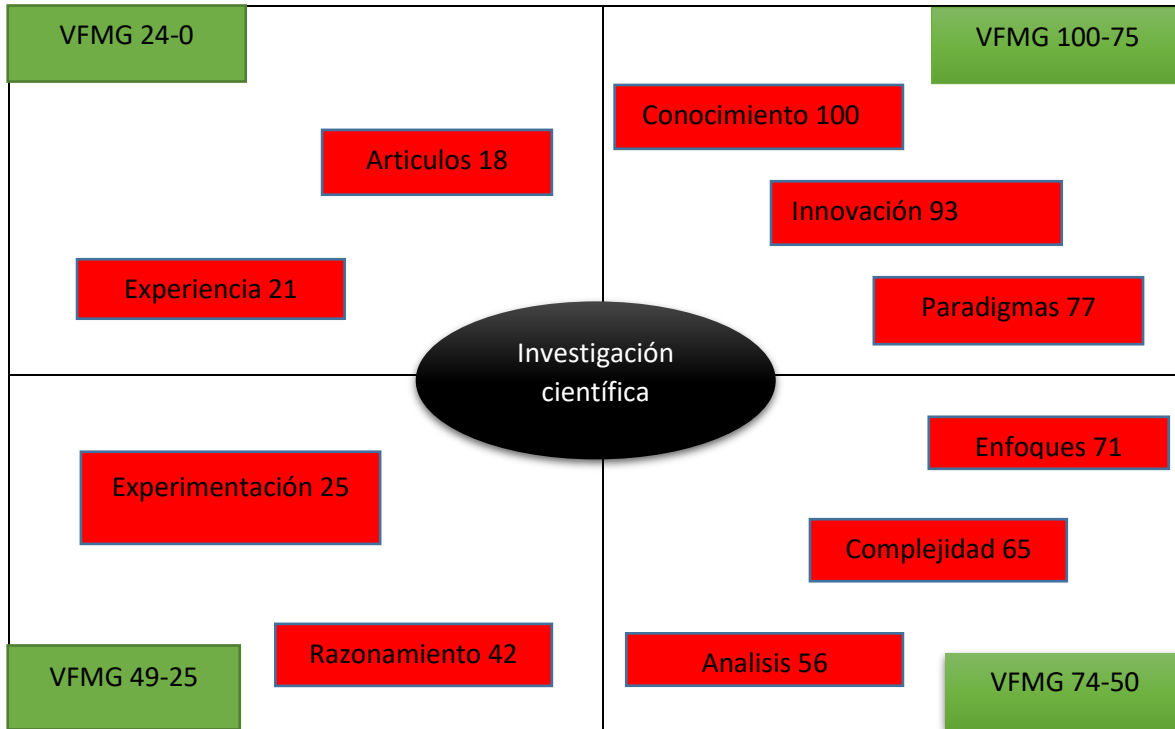 VFMG 24-0
VFMG 100-75
Conocimiento 100
Articulos 18
Innovación 93
Experiencia 21
Paradigmas 77
Investigación
científica
Enfoques 71
Experimentación 25
Complejidad 65
Razonamiento 42
Analisis 56
VFMG 49-25
VFMG 74-50